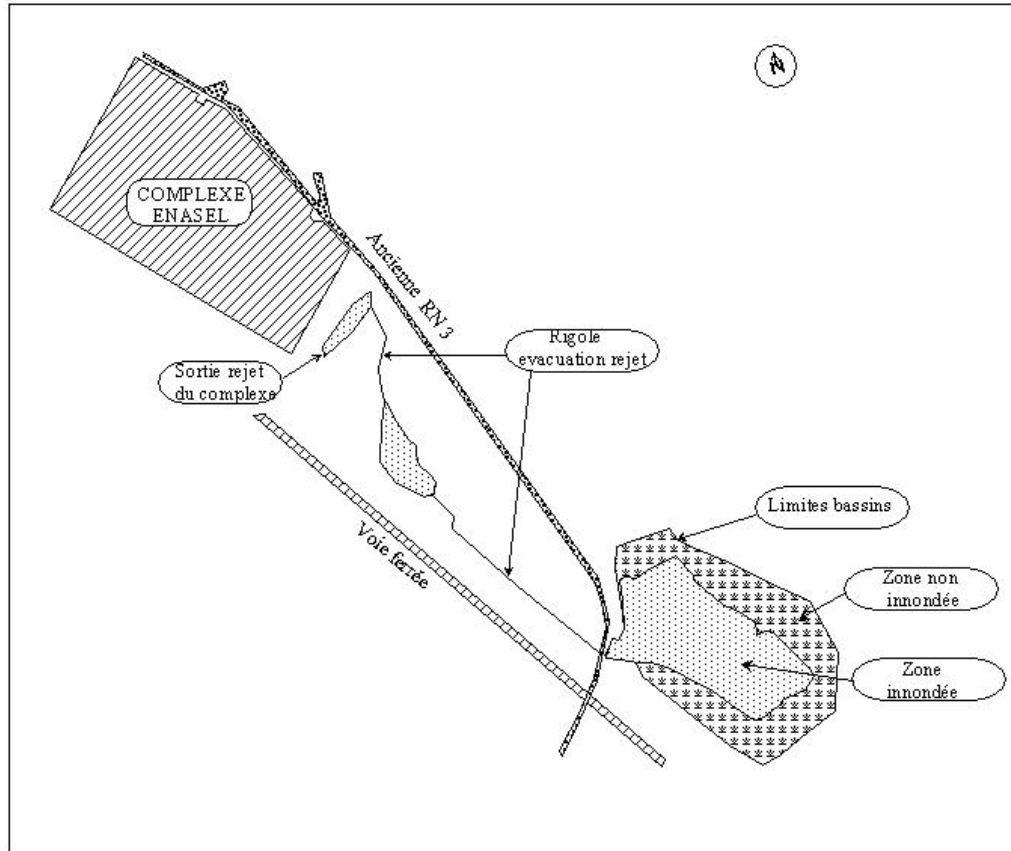 COMPLEXE
ENASEL
Ancienne RN 3
Rigole
evacuation rejet
Sortie rejet
du complexe
Voie ferrée
Limites bassins
Zone non
innondée
Zone
innondée